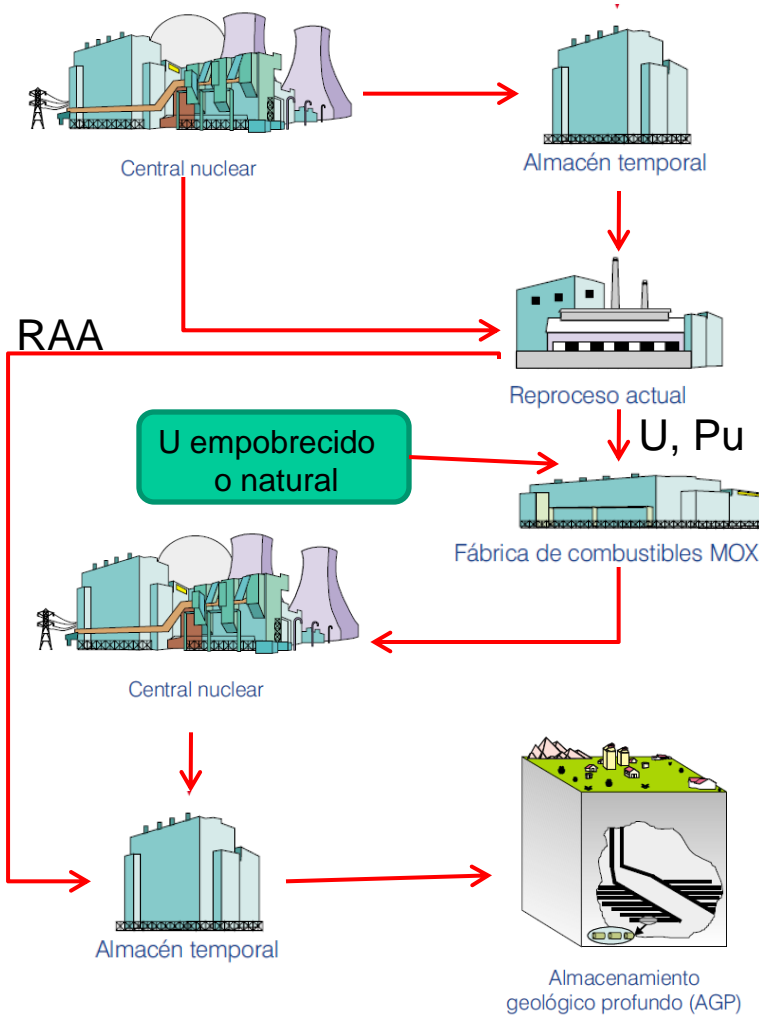 Central nuclear
Almacén temporal
RAA
Reproceso actual
U empobrecido
o natural
U, Pu
Fábrica de combustibles MOX
Central nuclear
Almacén temporal
Almacenamiento
geológico profundo (AGP)